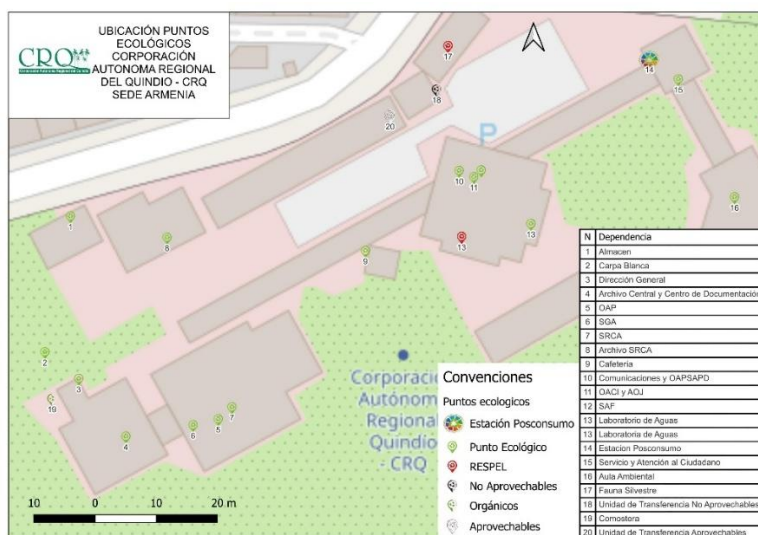 CRQ
UBICACIÓN PUNTOS
ECOLÓGICOS
CORPORACIÓN
AUTONOMA REGIONAL
DEL QUINDIO - CRQ
SEDE ARMENIA
17
18
20
P
14
15
10
11
16
13
13
1
8
9
2
3
19
4
6
5
7
Corporació
Autónoma
Regional
Quindío
- CRQ
10 0 10 20 m
Convenciones
Puntos ecologicos
Estación Posconsumo
Punto Ecológico
RESPEL
No Aprovechables
Orgánicos
Aprovechables
N Dependencia
1 Almacen
2 Carpa Blanca
3 Dirección General
4 Archivo Central y Centro de Documentación
5 OAP
6 SGA
7 SRCA
8 Archivo SRCA
9 Cafetería
10 Comunicaciones y OAPSAPD
11 OACI y AOJ
12 SAF
13 Laboratorio de Aguas
13 Laboratoria de Aguas
14 Estacion Posconsumo
15 Servicio y Atención al Ciudadano
16 Aula Ambiental
17 Fauna Silvestre
18 Unidad de Transferencia No Aprovechables
19 Comostora
20 Unidad de Transferencia Aprovechables